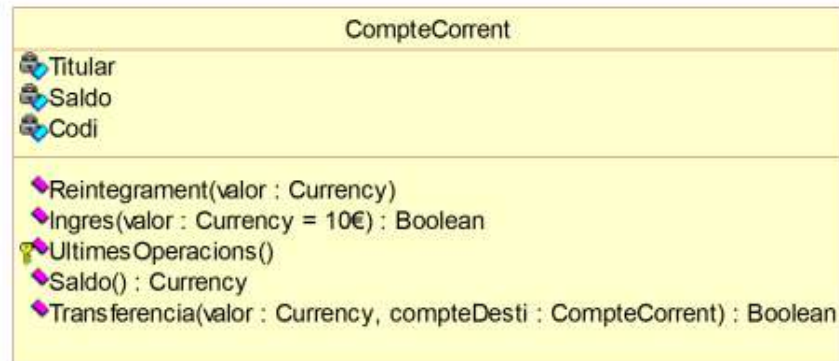 CompteCorrent
Titular
Saldo
Codi
Reintegrament(valor : Currency)
Ingres(valor : Currency = 10€) : Boolean
UltimesOperacions()
Saldo() : Currency
Transferencia(valor : Currency, compteDesti : CompteCorrent) : Boolean